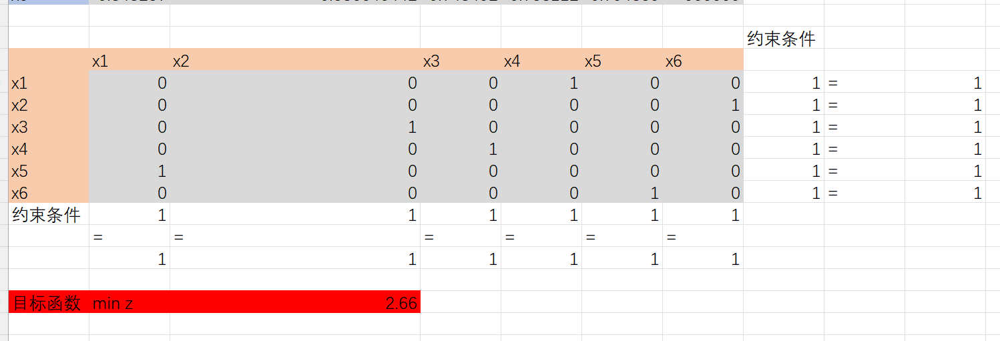 约束条件
x1 x2 x3 x4 x5 x6
x1 0 0 0 1 0 0 1 = 1
x2 0 0 0 0 0 1 1 = 1
x3 0 1 0 0 0 0 1 = 1
x4 0 0 1 0 0 0 1 = 1
x5 1 0 0 0 0 0 1 = 1
x6 0 0 0 0 1 0 1 = 1
约束条件 1 1 1 1 1 1
= = = = = =
1 1 1 1 1 1
目标函数 min z 2.66